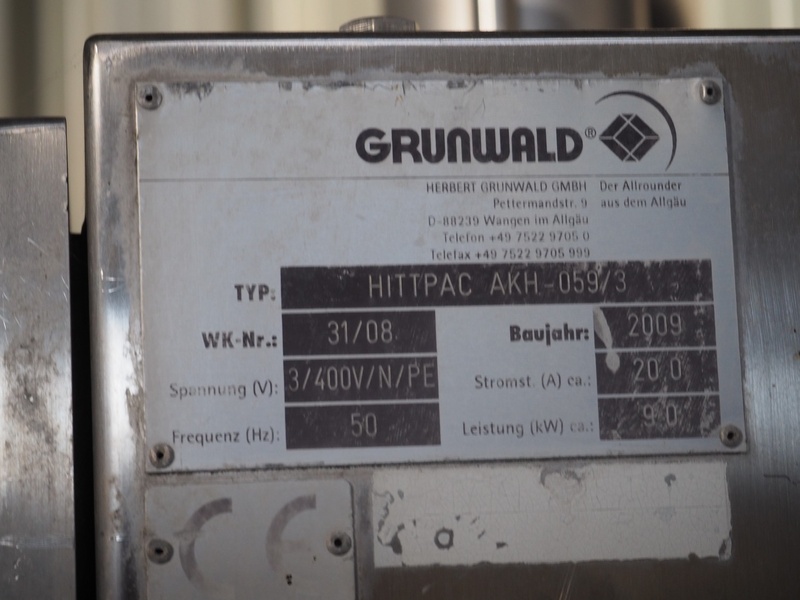 GRUNWALD®
HERBERT GRUNWALD GMBH Der Allrounder
Pettermandstr. 9 aus dem Allgäu
D-88239 Wangen im Allgäu
Telefon +49 7522 9705 0
Telefax +49 7522 9705 999
TYP: HITTPAC AKH-059/3
WK-Nr.: 31/08 Baujahr: 2009
Spannung (V): 3/400V/N/PE Stromst. (A) ca.: 20.0
Frequenz (Hz): 50 Leistung (kW) ca.: 9.0
CE